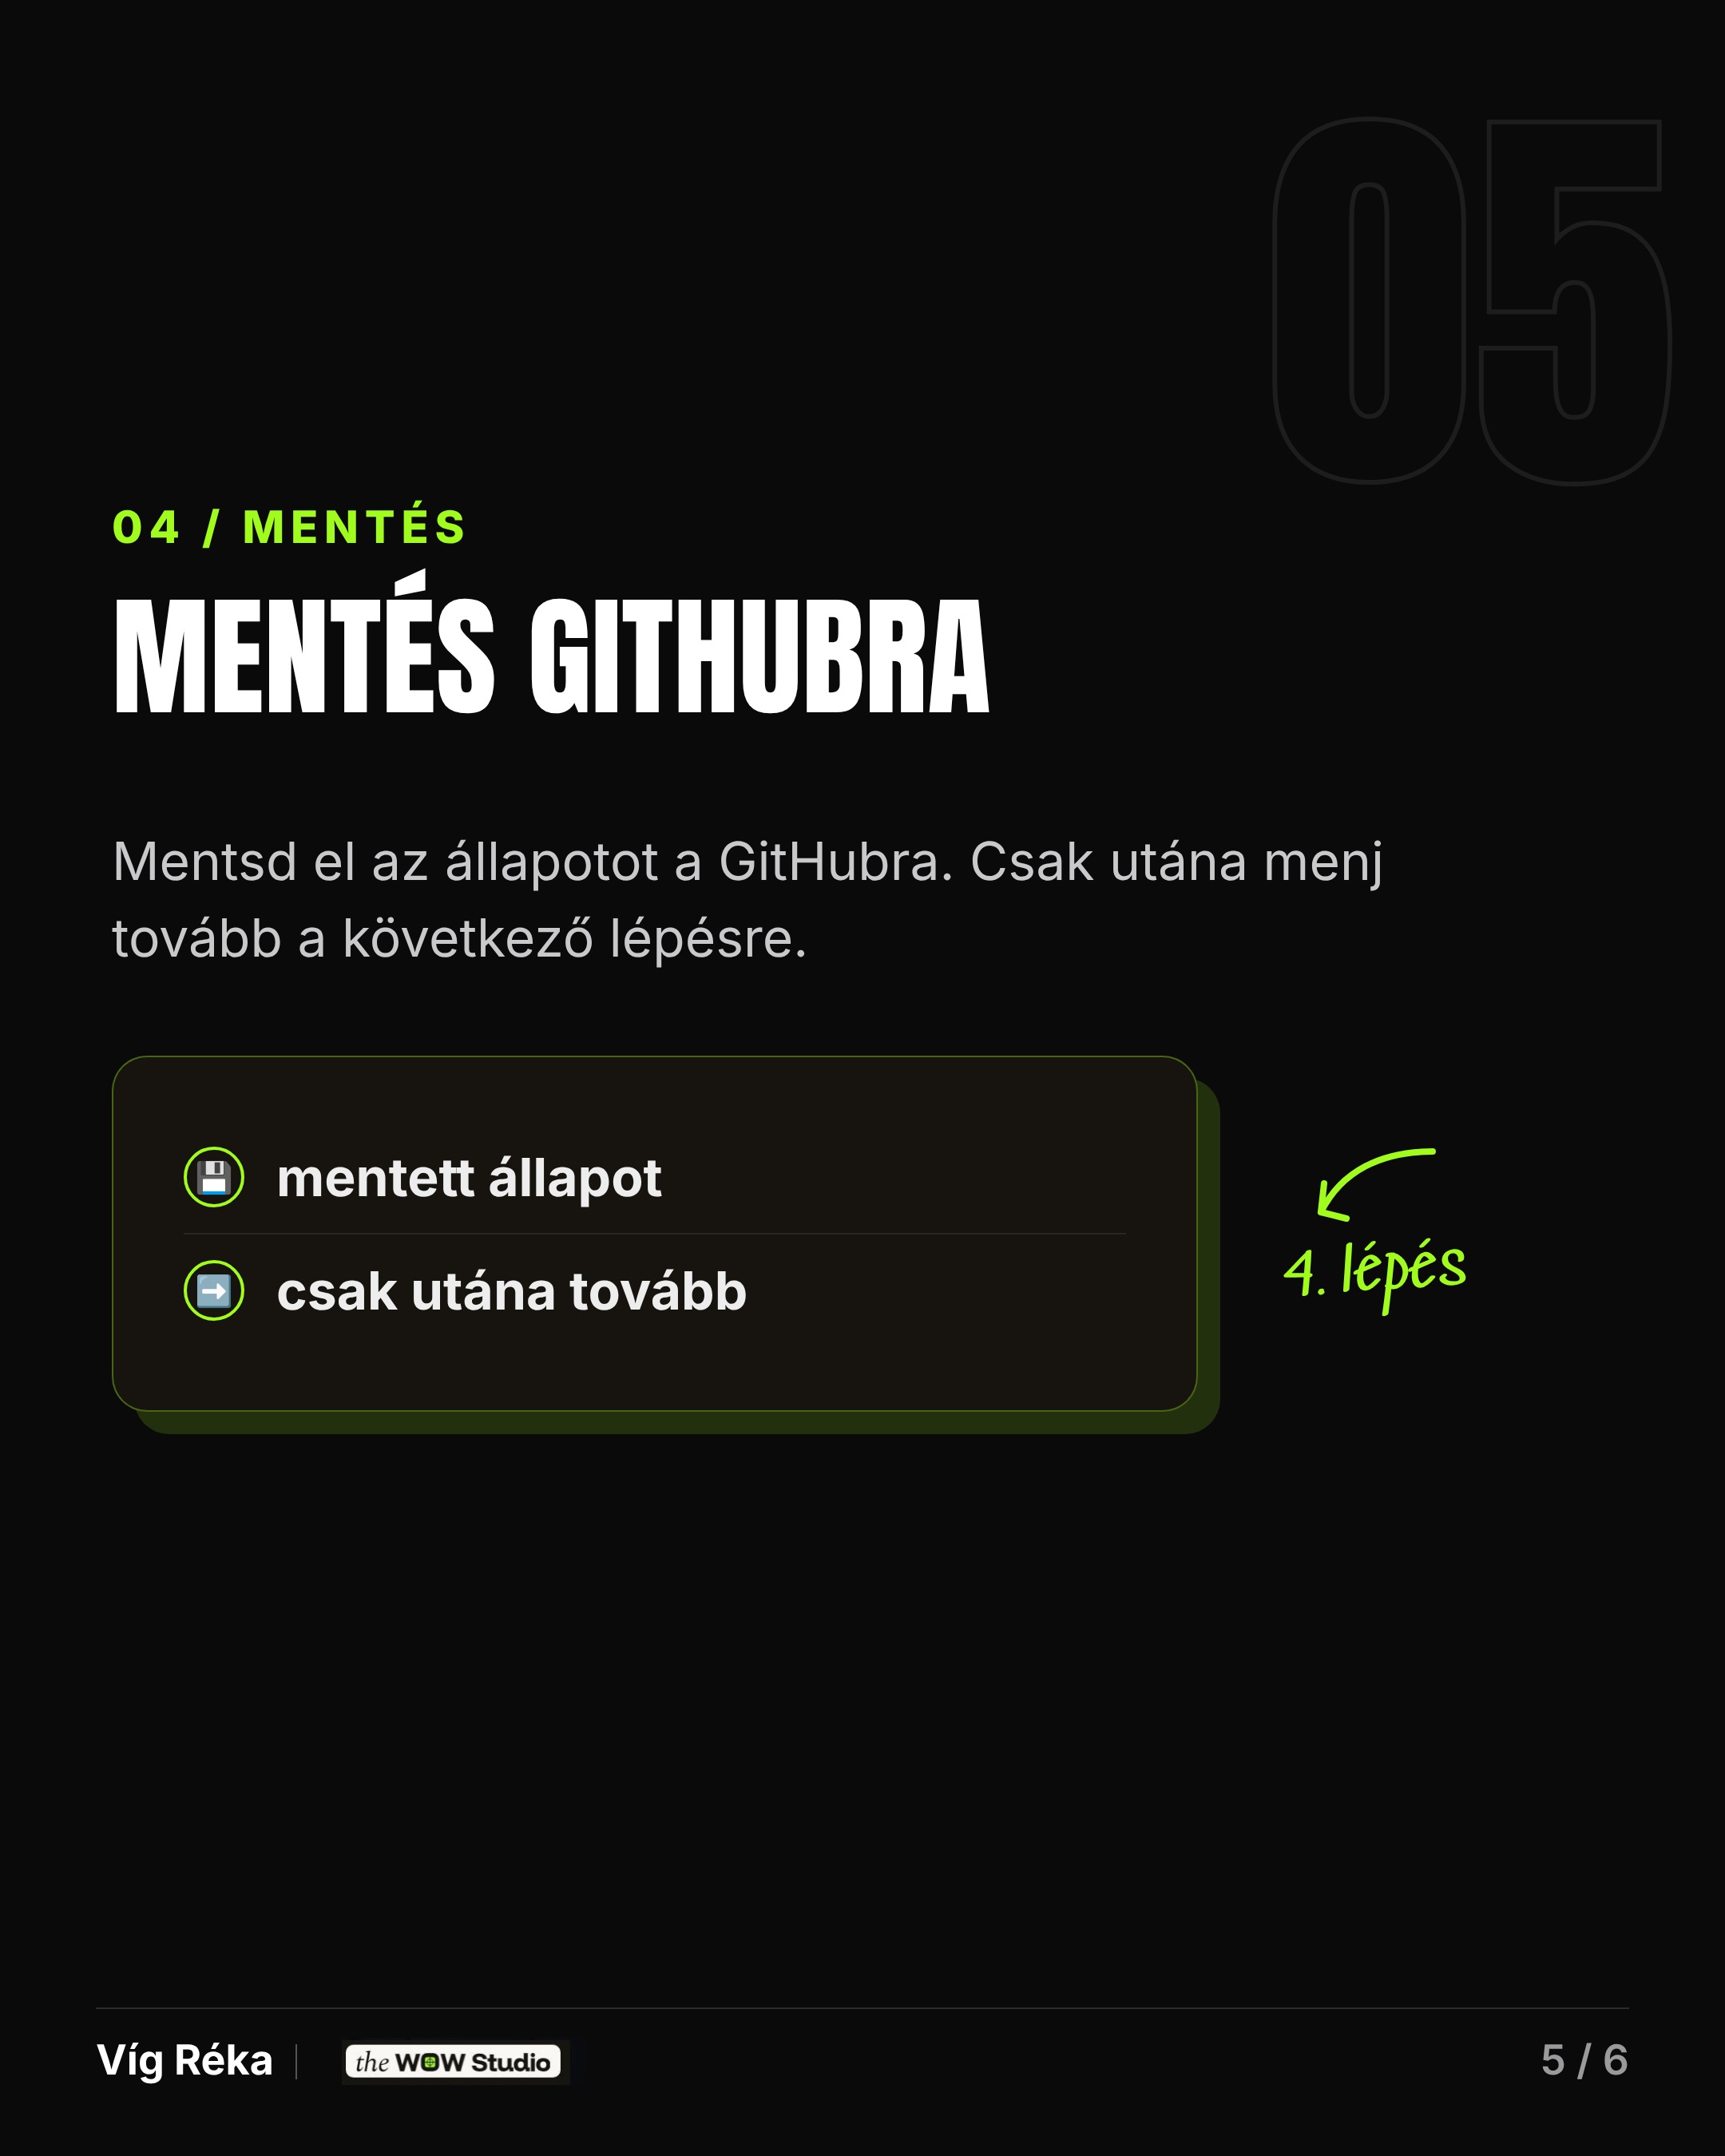 05
04 / MENTÉS
MENTÉS GITHUBRA
Mentsd el az állapotot a GitHubra. Csak utána menj
tovább a következő lépésre.
mentett állapot
csak utána tovább
4. lépés
Víg Réka
the WOW Studio
5 / 6